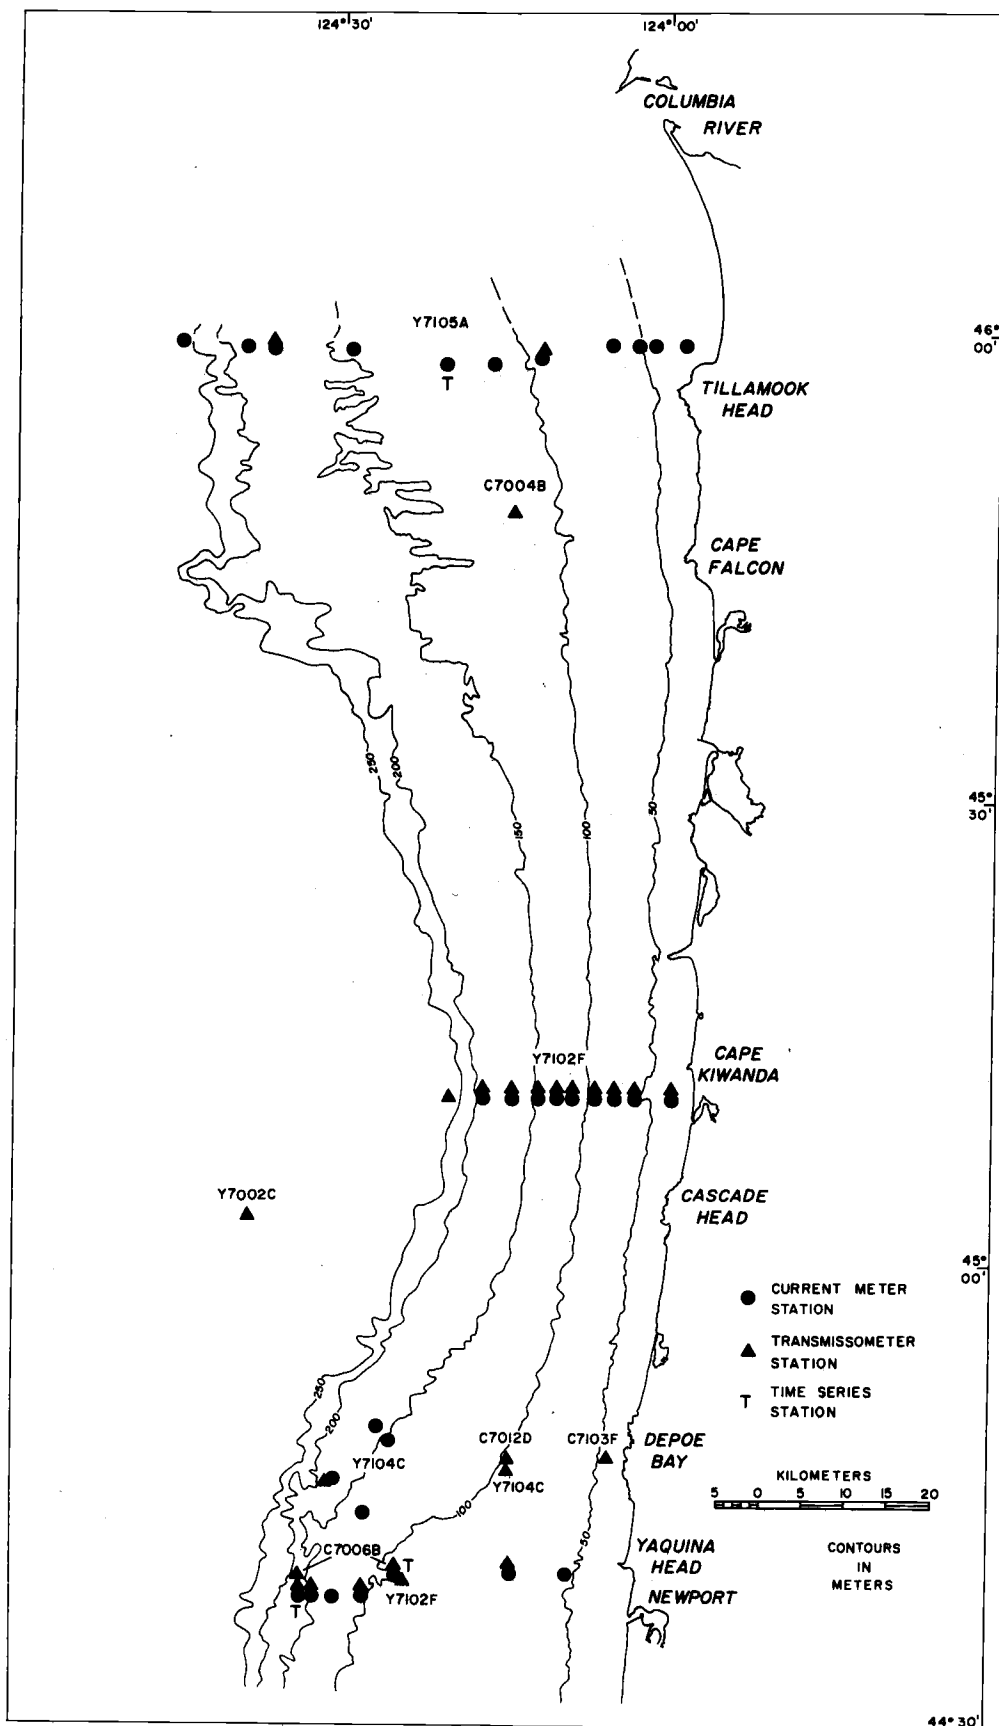 124° 30'
124° 00'
COLUMBIA
RIVER
Y7105A
46°
00'
T
TILLAMOOK
HEAD
C7004B
CAPE
FALCON
250
200
150
100
50
45°
30'
Y7102F
CAPE
KIWANDA
Y7002C
CASCADE
HEAD
45°
00'
CURRENT METER
STATION
TRANSMISSOMETER
STATION
T TIME SERIES
STATION
250
200
C7012D
C7103F
DEPOE
BAY
Y7104C
Y7104C
KILOMETERS
5 0 5 10 15 20
100
50
C7006B
T
YAQUINA
HEAD
CONTOURS
IN
METERS
Y7102F
NEWPORT
T
44° 30'